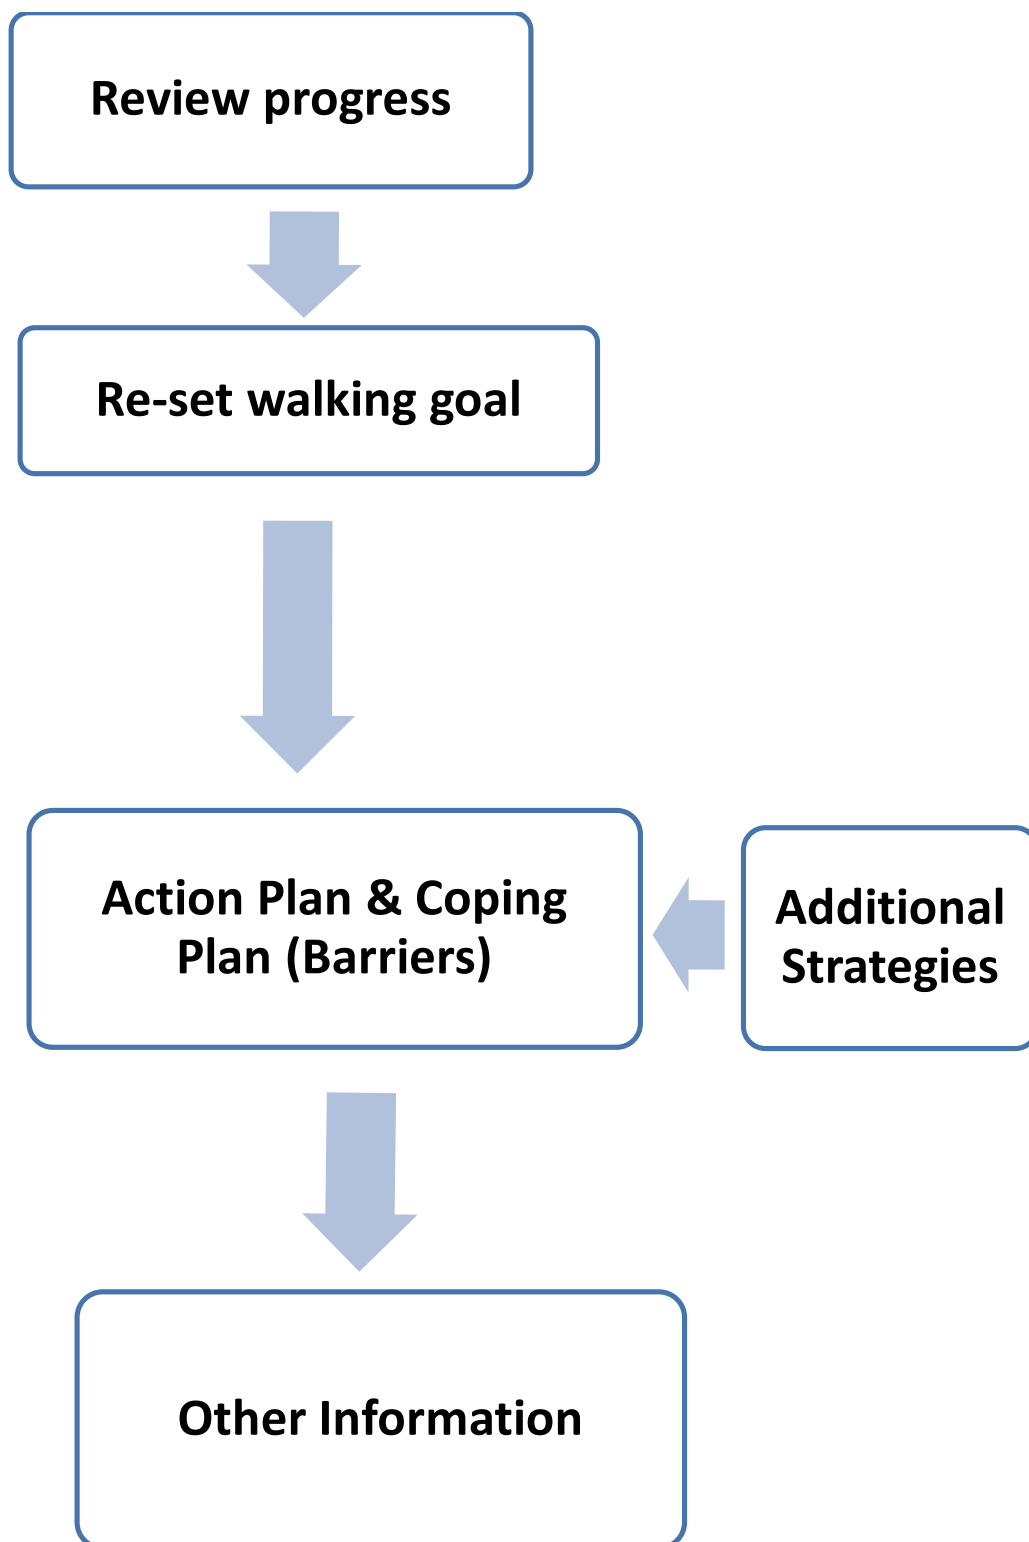 Review progress
Re-set walking goal
Action Plan & Coping
Plan (Barriers)
Additional
Strategies
Other Information